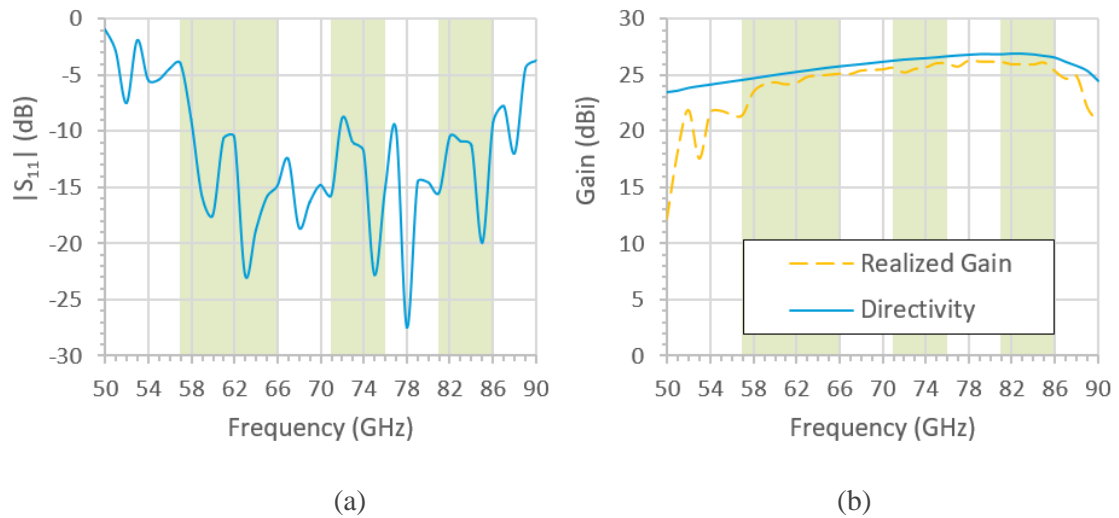 0
-5
-10
-15
-20
-25
-30
|S₁₁| (dB)
50 54 58 62 66 70 74 78 82 86 90
Frequency (GHz)
(a)
30
25
20
15
10
5
0
Gain (dBi)
Realized Gain
Directivity
50 54 58 62 66 70 74 78 82 86 90
Frequency (GHz)
(b)